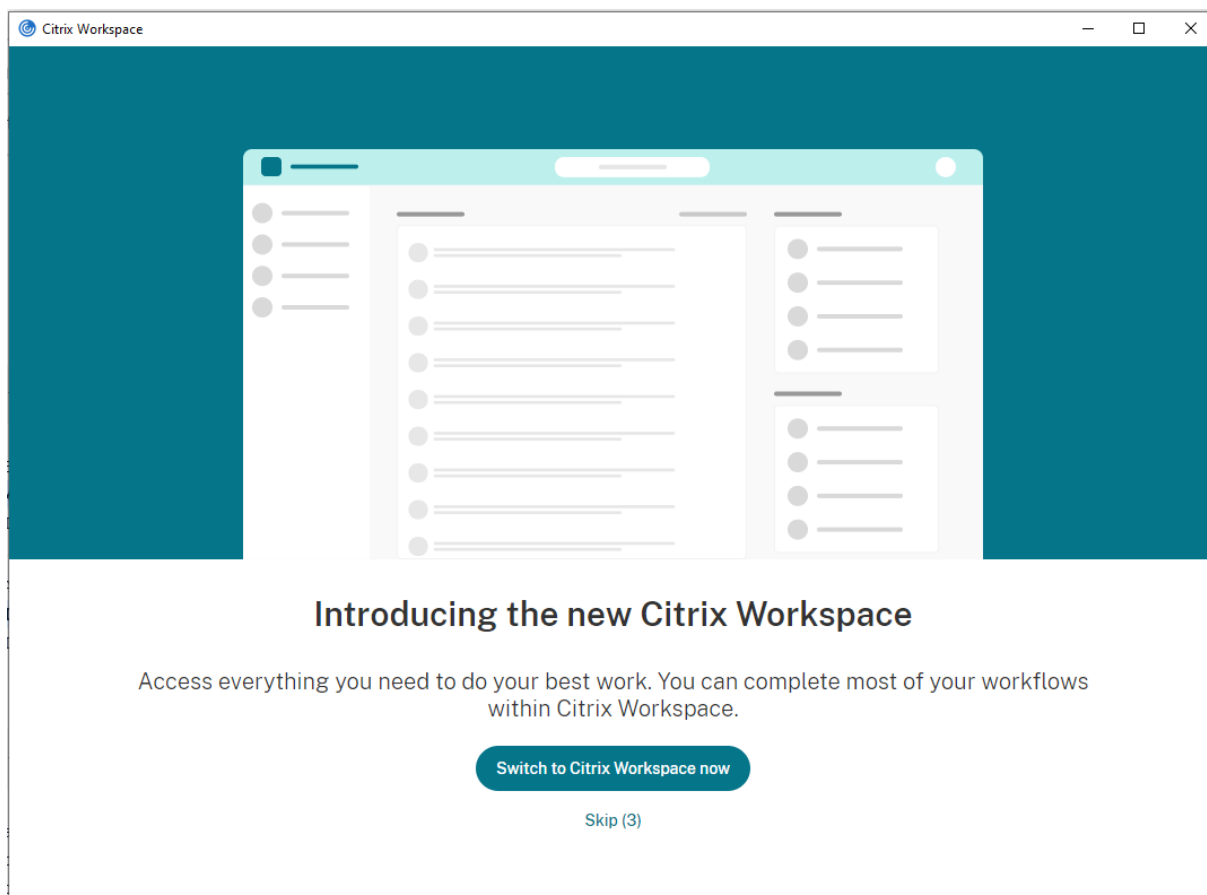 Citrix Workspace
Introducing the new Citrix Workspace
Access everything you need to do your best work. You can complete most of your workflows
within Citrix Workspace.
Switch to Citrix Workspace now
Skip (3)